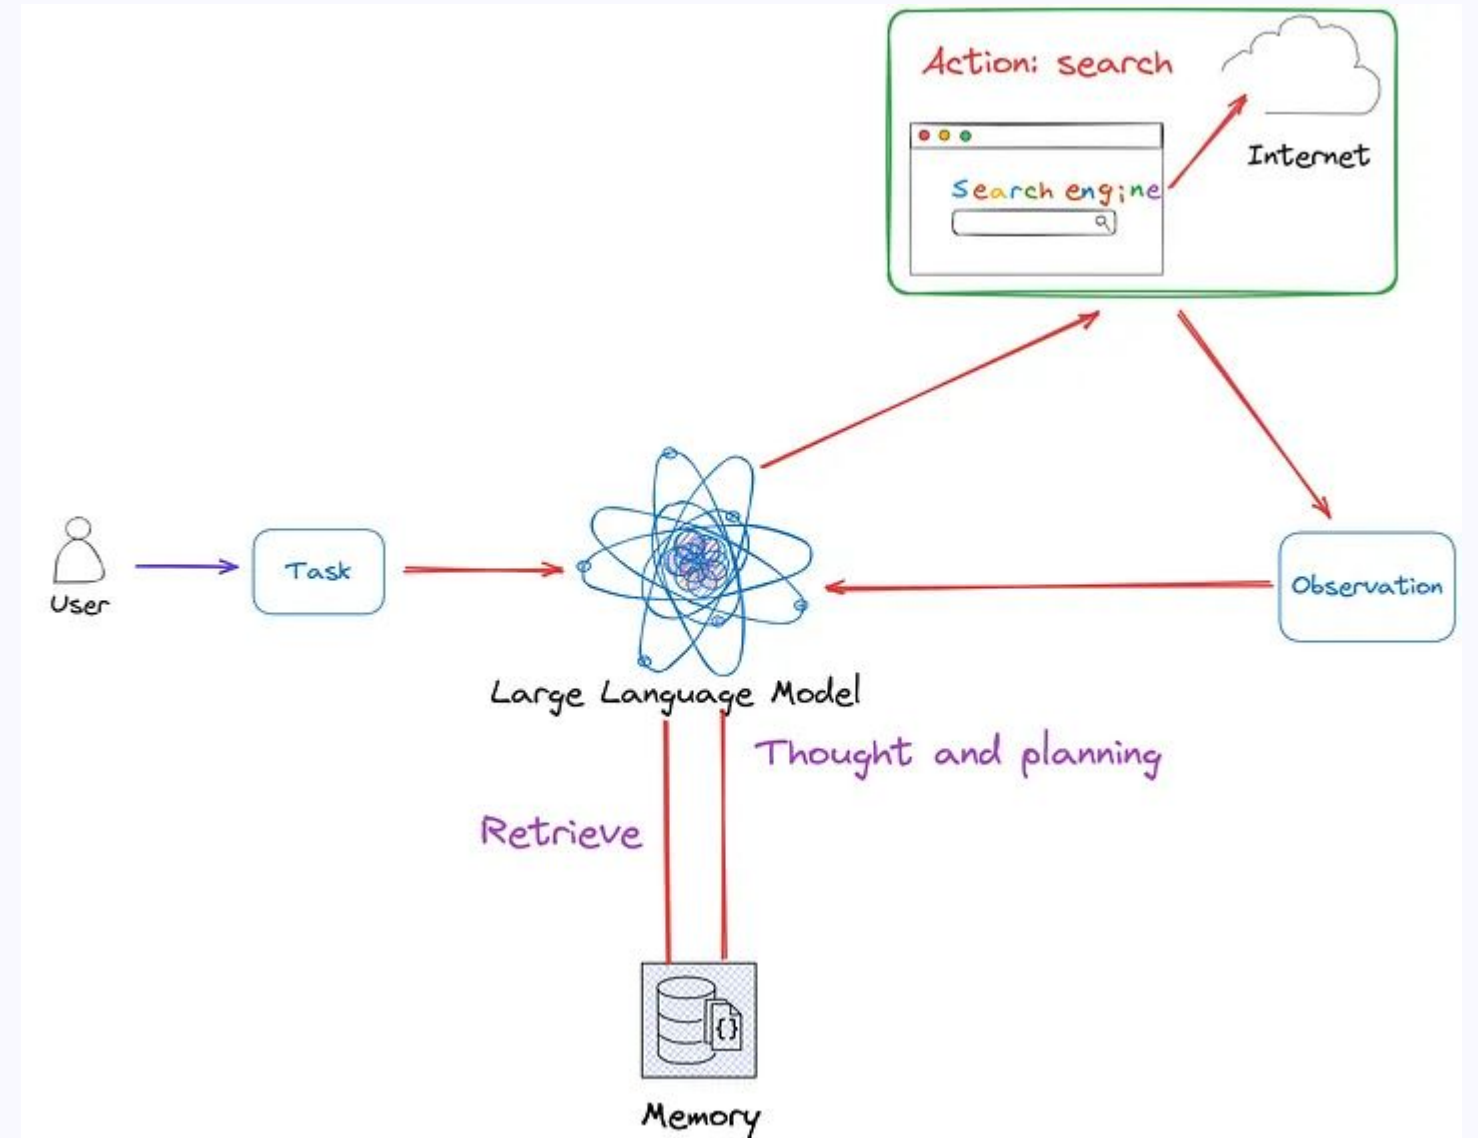 Action: search
Internet
Search engine
User
Task
Observation
Large Language Model
Thought and planning
Retrieve
{}
Memory